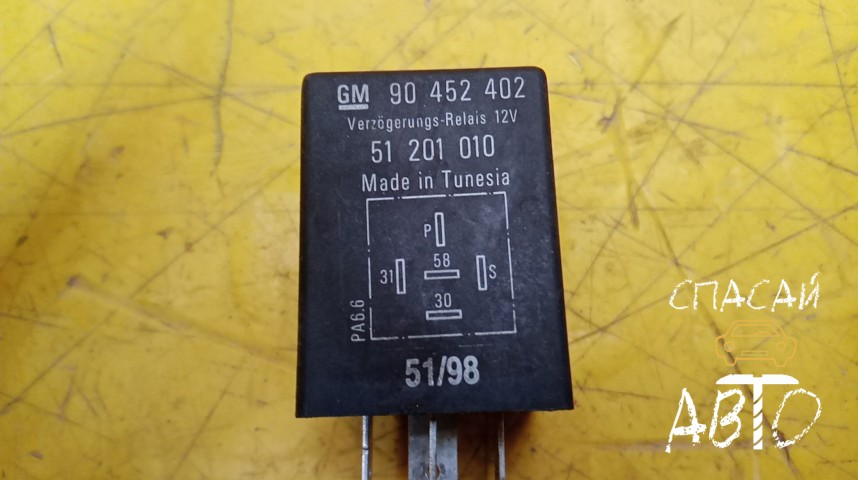 GM 90 452 402
Verzögerungs-Relais 12V
51 201 010
Made in Tunesia
P
31 58 S
30
PA6.6
51/98
СПАСАЙ
АВТО